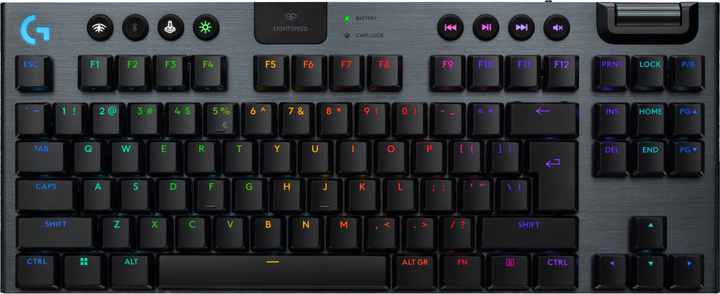 G
LIGHTSPEED BATTERY
CAPS LOCK
ESC F1 F2 F3 F4 F5 F6 F7 F8 F9 F10 F11 F12 PRNT LOCK P/B
1 ! 2 @ 3 # 4 $ 5 % € 6 ^ 7 & 8 * 9 ( 0 ) - _ = + ← INS HOME PG▲
TAB Q W E R T Y U I O P [ { ] } DEL END PG▼
CAPS A S D F G H J K L ; : ' " \ |
SHIFT Z X C V B N M , < . > / ? SHIFT ▲
CTRL ALT ALT GR FN CTRL ◄ ▼ ►